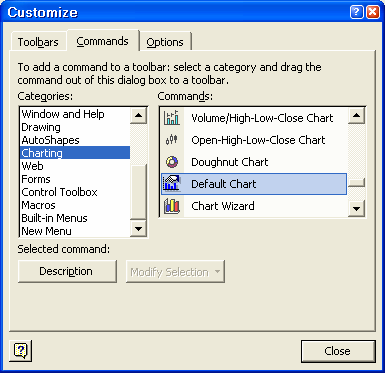 Customize
Toolbars
Commands
Options
To add a command to a toolbar: select a category and drag the
command out of this dialog box to a toolbar.
Categories:
Window and Help
Drawing
AutoShapes
Charting
Web
Forms
Control Toolbox
Macros
Built-in Menus
New Menu
Commands:
Volume/High-Low-Close Chart
Open-High-Low-Close Chart
Doughnut Chart
Default Chart
Chart Wizard
Selected command:
Description
Modify Selection
Close